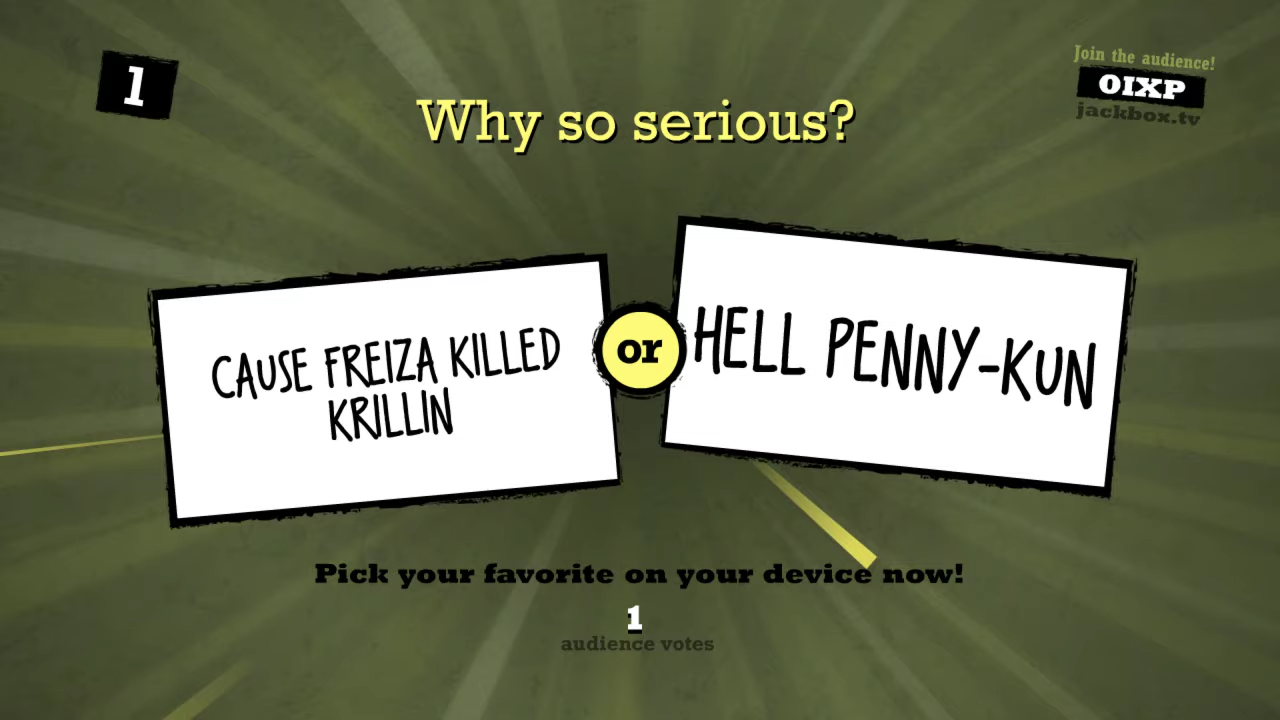 1
Join the audience!
OIXP
jackbox.tv
Why so serious?
CAUSE FREIZA KILLED
KRILLIN
or
HELL PENNY-KUN
Pick your favorite on your device now!
1
audience votes